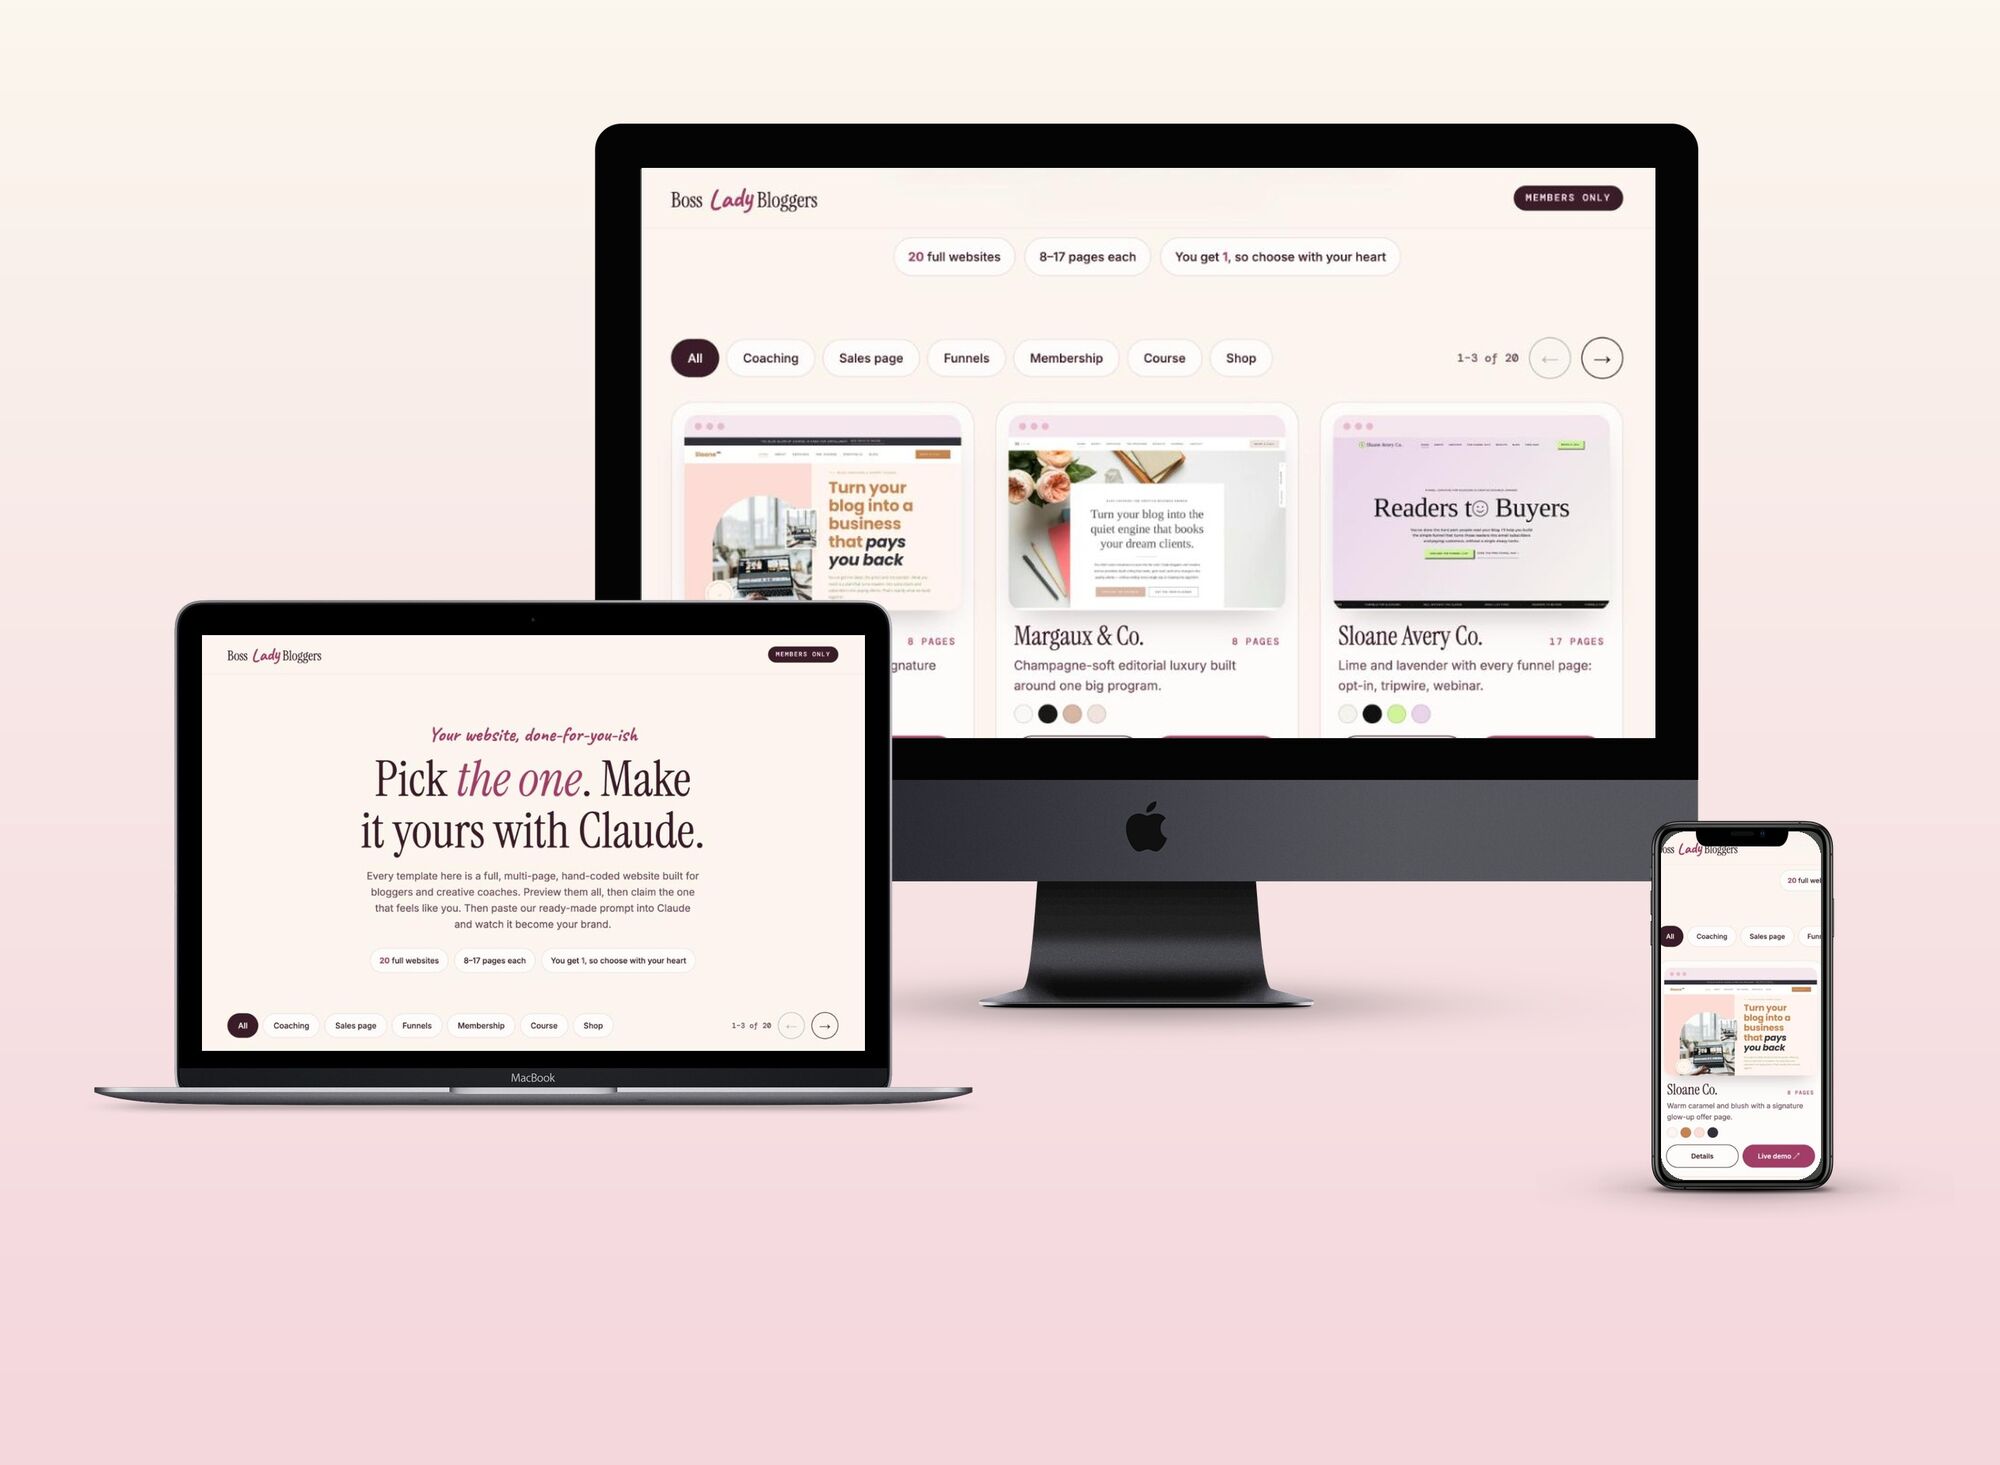 Boss Lady Bloggers
MEMBERS ONLY
20 full websites
8–17 pages each
You get 1, so choose with your heart
All
Coaching
Sales page
Funnels
Membership
Course
Shop
1–3 of 20
Sloane
Turn your
blog into a
business
that pays
you back
8 PAGES
gnature
Turn your blog into the
quiet engine that books
your dream clients.
Margaux & Co.
8 PAGES
Champagne-soft editorial luxury built
around one big program.
Sloane Avery Co.
Readers to Buyers
Sloane Avery Co.
17 PAGES
Lime and lavender with every funnel page:
opt-in, tripwire, webinar.
Boss Lady Bloggers
MEMBERS ONLY
Your website, done-for-you-ish
Pick the one. Make
it yours with Claude.
Every template here is a full, multi-page, hand-coded website built for
bloggers and creative coaches. Preview them all, then claim the one
that feels like you. Then paste our ready-made prompt into Claude
and watch it become your brand.
20 full websites
8–17 pages each
You get 1, so choose with your heart
All
Coaching
Sales page
Funnels
Membership
Course
Shop
1–3 of 20
MacBook
oss Lady Bloggers
20 full wel
All
Coaching
Sales page
Fun
Turn your
blog into a
business
that pays
you back
Sloane Co.
8 PAGES
Warm caramel and blush with a signature
glow-up offer page.
Details
Live demo ↗